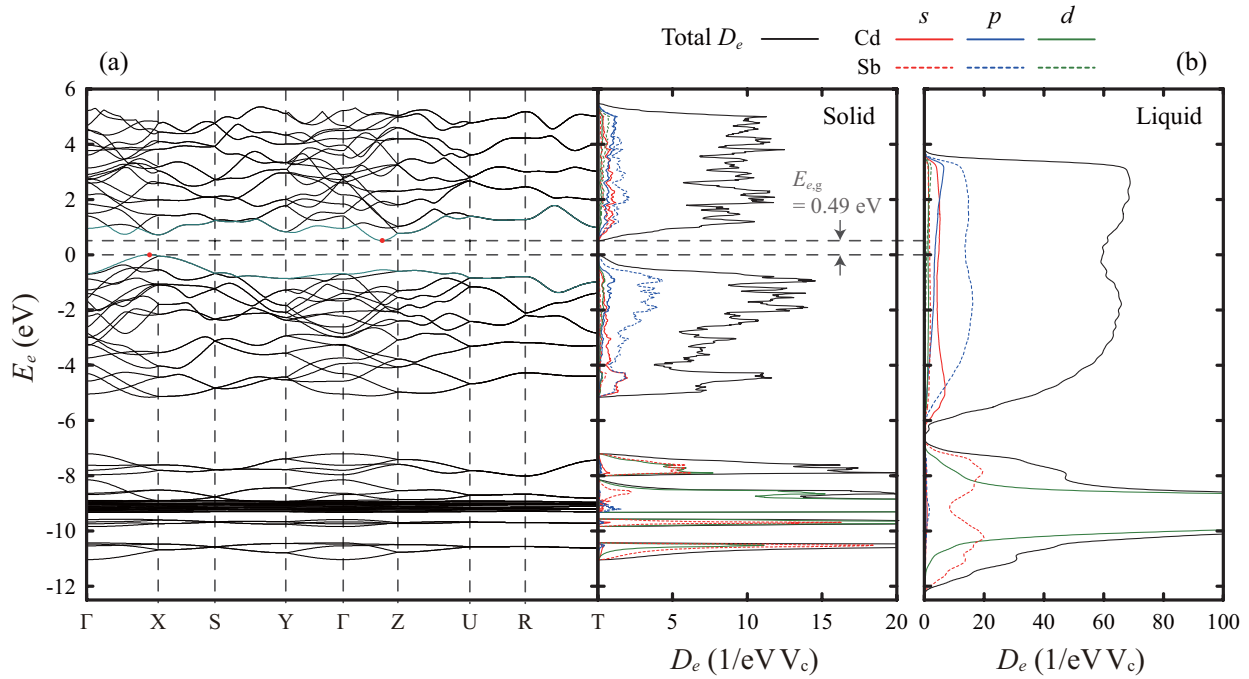 s p d
Total Dₑ
Cd
Sb
(a)
(b)
6
4
2
0
-2
-4
-6
-8
-10
-12
Eₑ (eV)
Γ X S Y Γ Z U R T
Solid
Eₑ,g
= 0.49 eV
5 10 15 20
Dₑ (1/eV V_c)
Liquid
0 20 40 60 80 100
Dₑ (1/eV V_c)